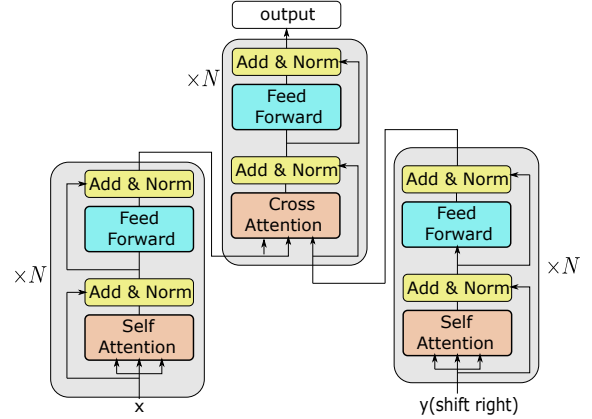 output
×N
Add & Norm
Feed
Forward
Add & Norm
Cross
Attention
Add & Norm
Feed
Forward
×N
Add & Norm
Self
Attention
x
Add & Norm
Feed
Forward
×N
Add & Norm
Self
Attention
y(shift right)